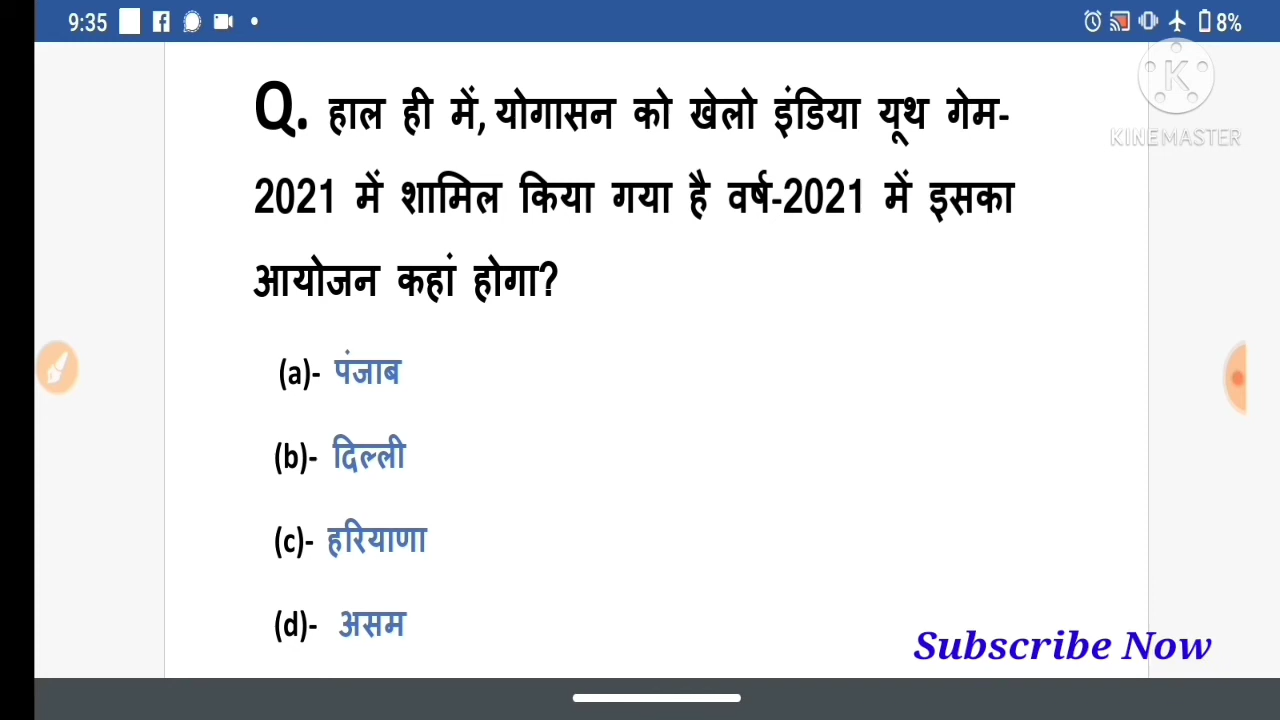 9:35
8%
K
KINEMASTER
Q. हाल ही में, योगासन को खेलो इंडिया यूथ गेम-
2021 में शामिल किया गया है वर्ष-2021 में इसका
आयोजन कहां होगा?
(a)- पंजाब
(b)- दिल्ली
(c)- हरियाणा
(d)- असम
Subscribe Now